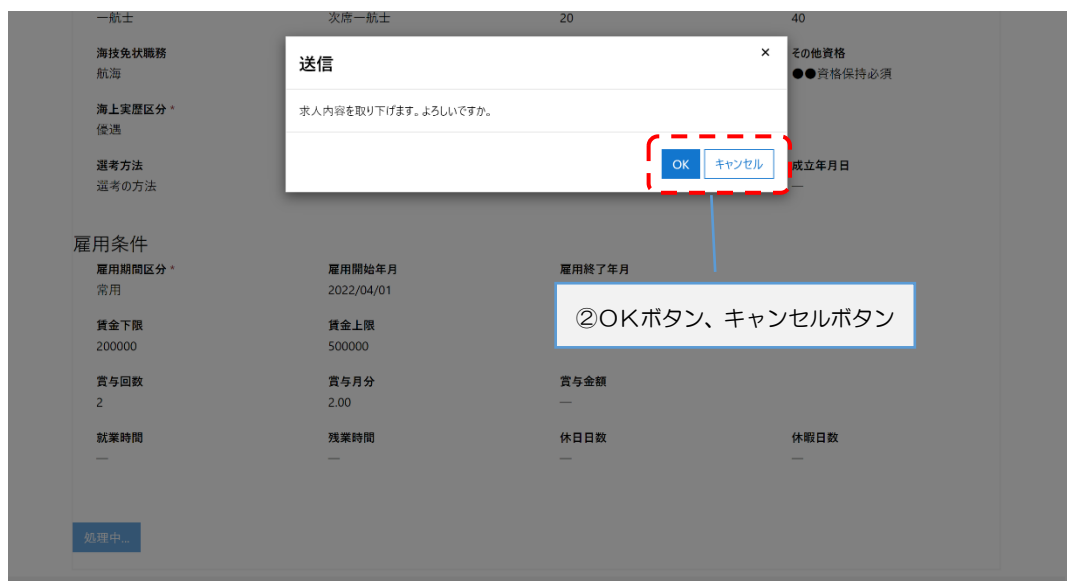 一航士 次席一航士 20 40
海技免状職務 その他資格
航海 ●●資格保持必須
送信 ×
求人内容を取り下げます。よろしいですか。
OK キャンセル
海上実歴区分 *
優遇
選考方法 成立年月日
選考の方法 —
雇用条件
雇用期間区分 * 雇用開始年月 雇用終了年月
常用 2022/04/01
②OKボタン、キャンセルボタン
賃金下限 賃金上限
200000 500000
賞与回数 賞与月分 賞与金額
2 2.00 —
就業時間 残業時間 休日日数 休暇日数
— — — —
処理中...